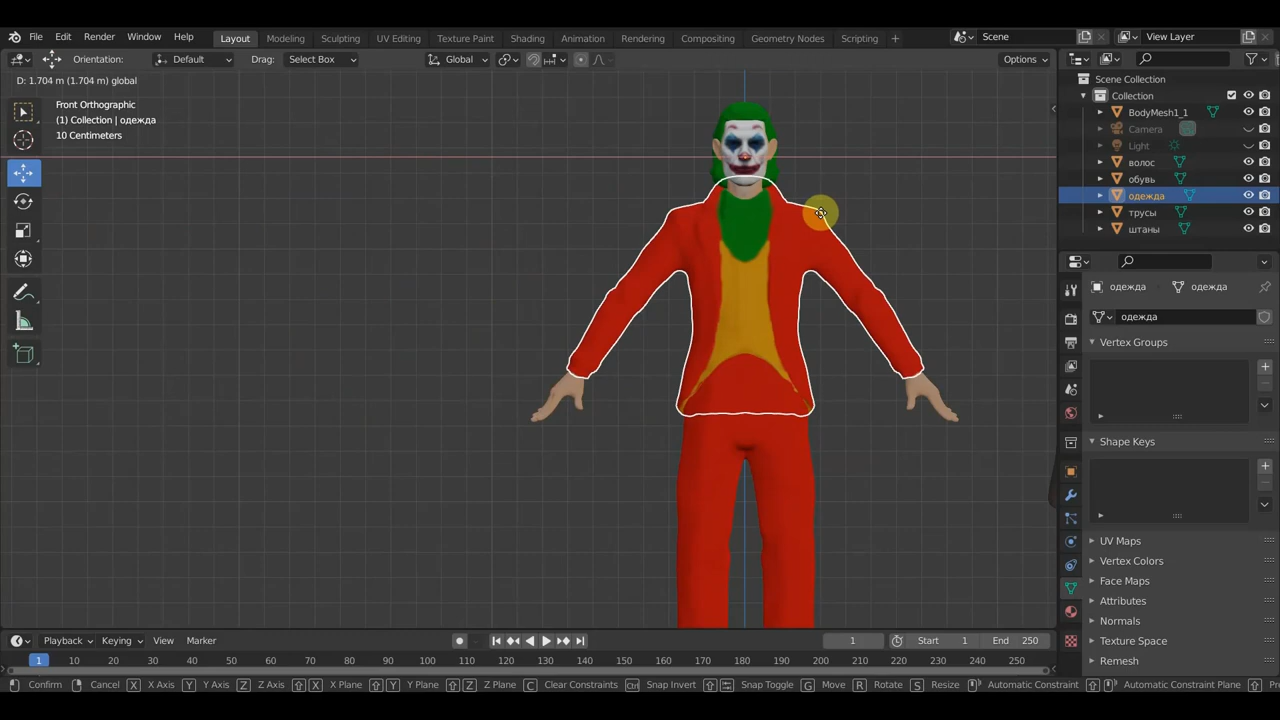 File Edit Render Window Help Layout Modeling Sculpting UV Editing Texture Paint Shading Animation Rendering Compositing Geometry Nodes Scripting + Scene View Layer
Orientation: Default Drag: Select Box Global Options
D: 1.704 m (1.704 m) global
Front Orthographic
(1) Collection | одежда
10 Centimeters
Scene Collection
Collection
BodyMesh1_1
Camera
Light
волос
обувь
одежда
трусы
штаны
одежда одежда
одежда
Vertex Groups
Shape Keys
UV Maps
Vertex Colors
Face Maps
Attributes
Normals
Texture Space
Remesh
Playback Keying View Marker 1 Start 1 End 250
1 10 20 30 40 50 60 70 80 90 100 110 120 130 140 150 160 170 180 190 200 210 220 230 240 250
Confirm Cancel X X Axis Y Y Axis Z Z Axis X X Plane Y Y Plane Z Z Plane C Clear Constraints Ctrl Snap Invert Snap Toggle G Move R Rotate S Resize Automatic Constraint Automatic Constraint Plane